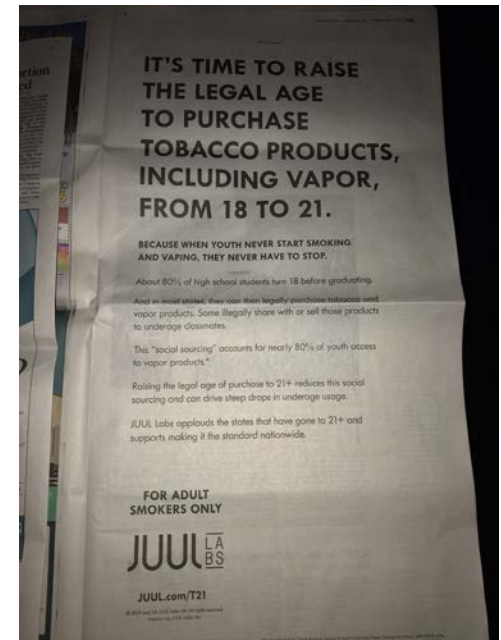 IT'S TIME TO RAISE
THE LEGAL AGE
TO PURCHASE
TOBACCO PRODUCTS,
INCLUDING VAPOR,
FROM 18 TO 21.
BECAUSE WHEN YOUTH NEVER START SMOKING
AND VAPING, THEY NEVER HAVE TO STOP.
About 80% of high school students turn 18 before graduating.
And in most states, they can then legally purchase tobacco and
vapor products. Some illegally share with or sell those products
to underage classmates.
This "social sourcing" accounts for nearly 80% of youth access
to vapor products.*
Raising the legal age of purchase to 21+ reduces this social
sourcing and can drive steep drops in underage usage.
JUUL Labs applauds the states that have gone to 21+ and
supports making it the standard nationwide.
FOR ADULT
SMOKERS ONLY
JUUL LABS
JUUL.com/T21